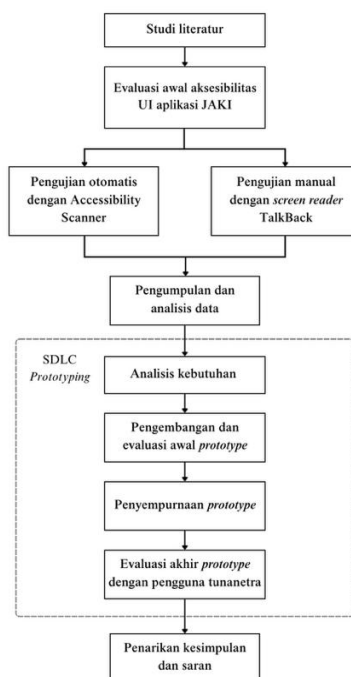 Studi literatur
Evaluasi awal aksesibilitas
UI aplikasi JAKI
Pengujian otomatis
dengan Accessibility
Scanner
Pengujian manual
dengan screen reader
TalkBack
Pengumpulan dan
analisis data
SDLC
Prototyping
Analisis kebutuhan
Pengembangan dan
evaluasi awal prototype
Penyempurnaan prototype
Evaluasi akhir prototype
dengan pengguna tunanetra
Penarikan kesimpulan
dan saran